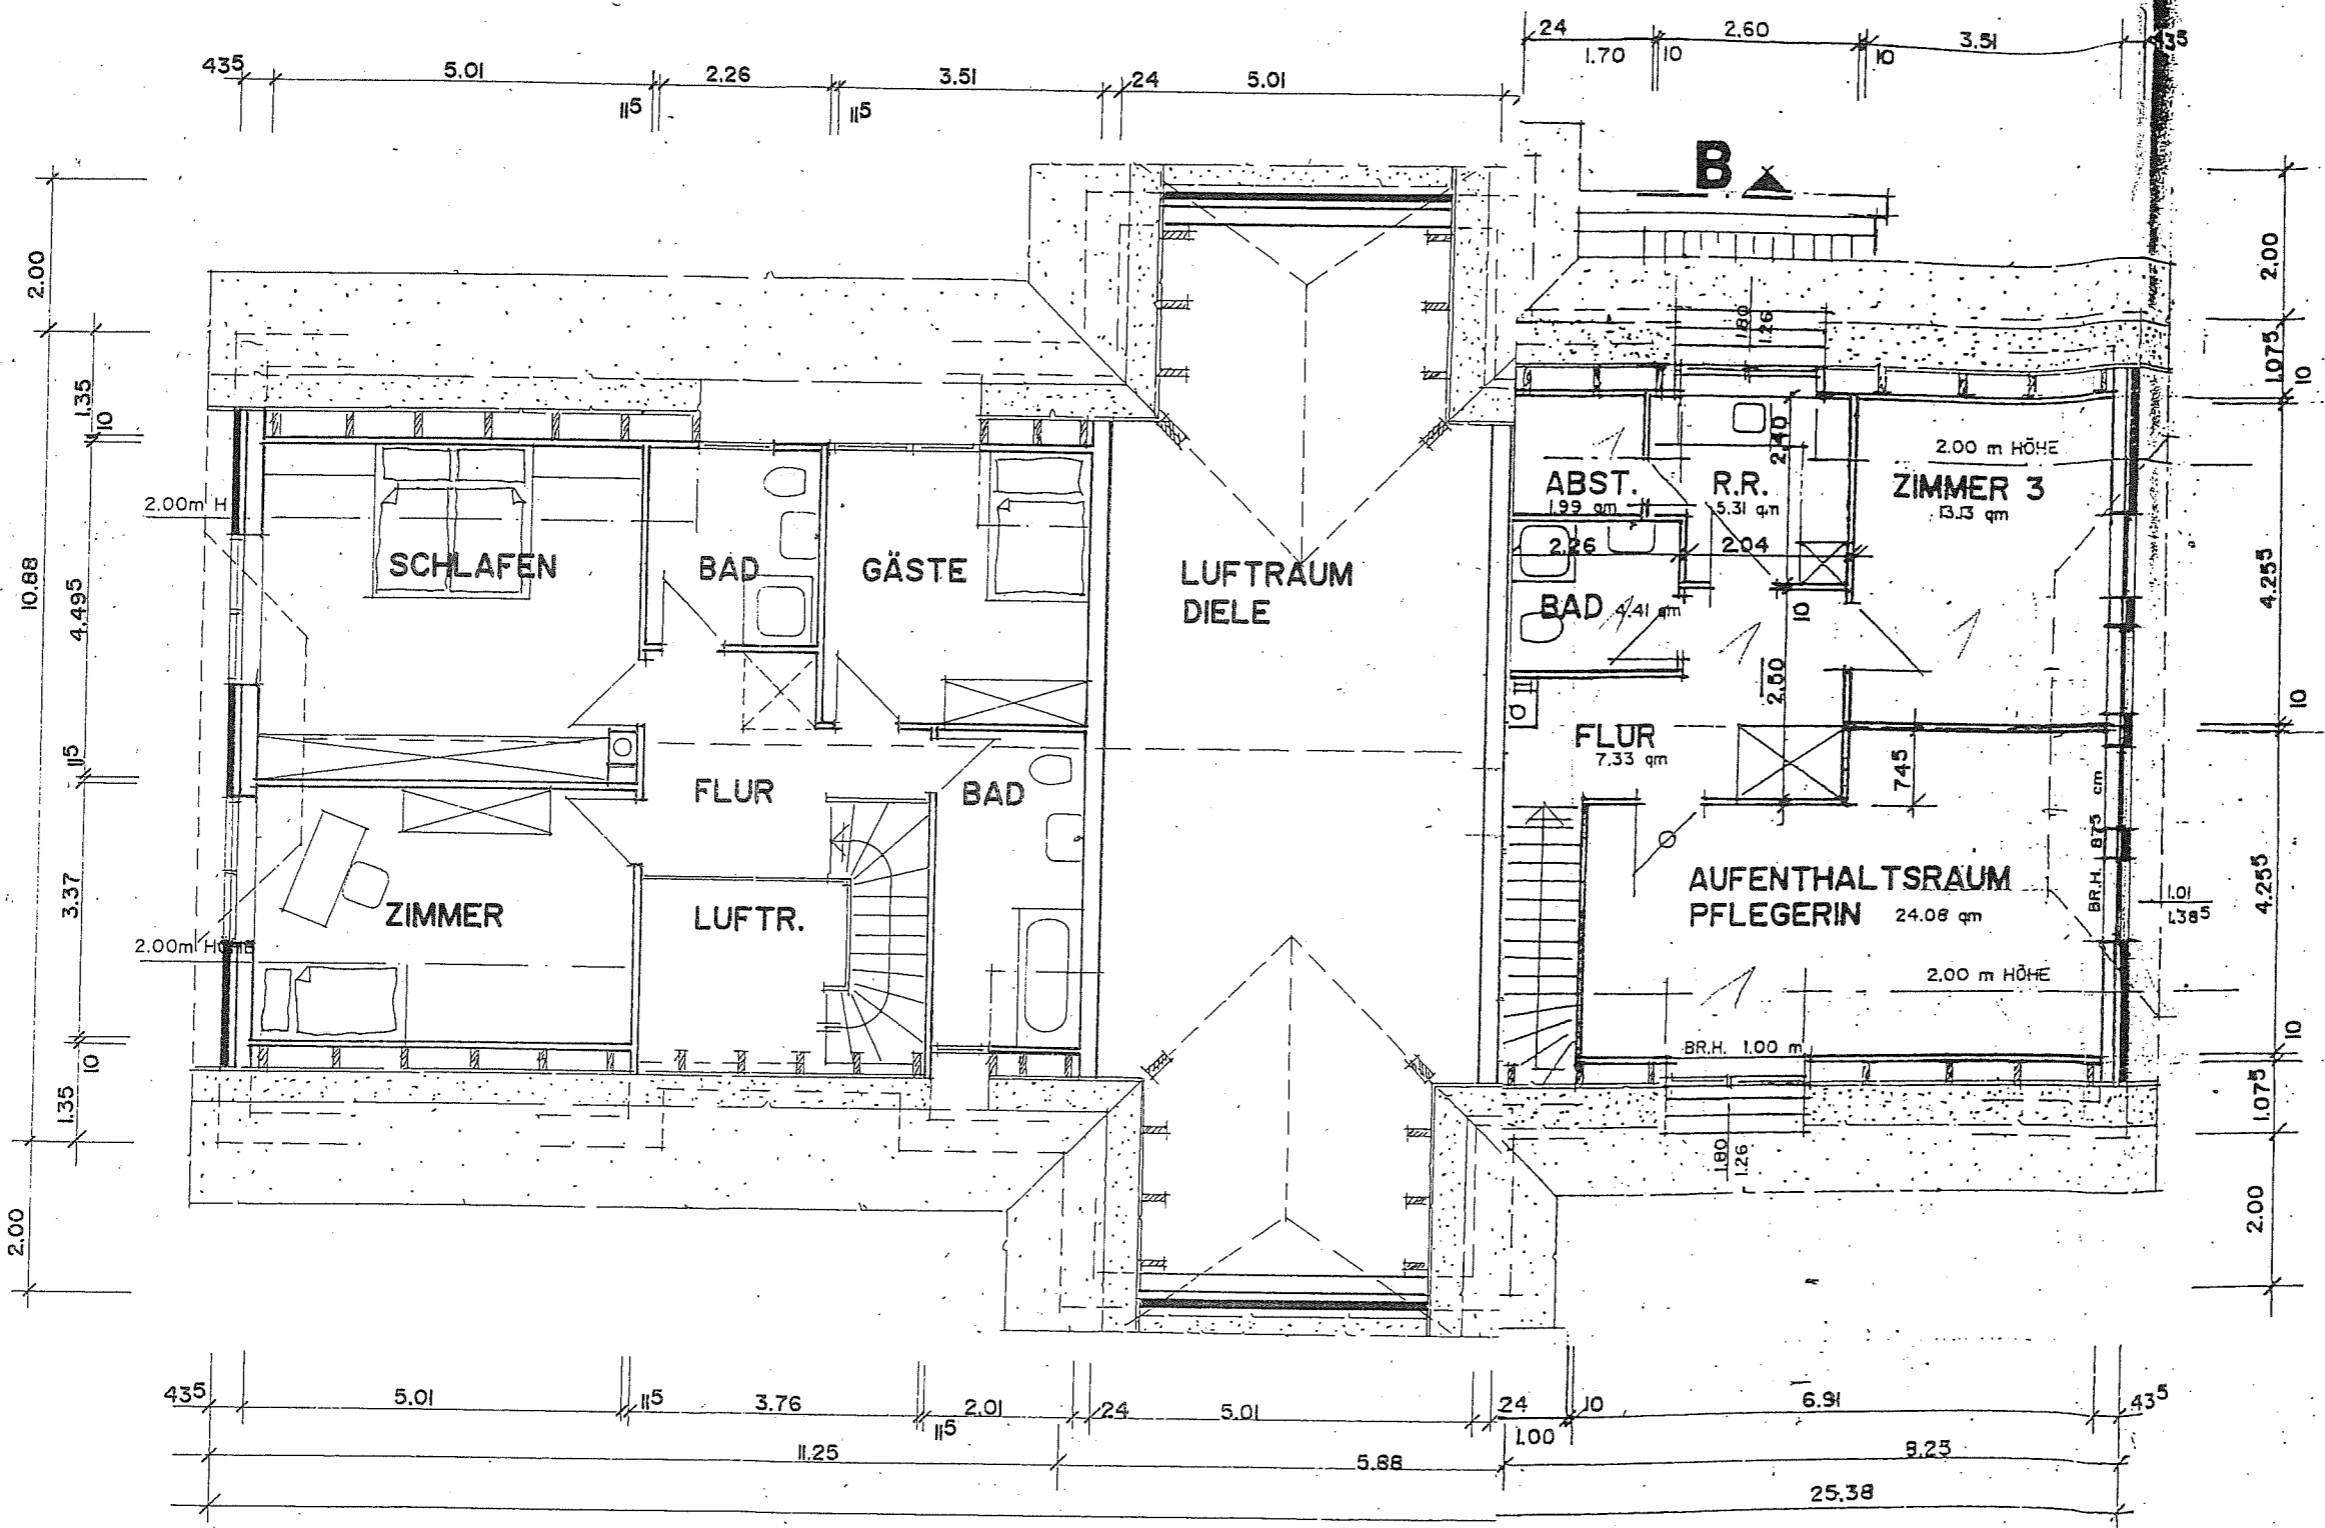 24
2.60
3.51
1.70
10
10
43⁵
5.01
2.26
3.51
24
5.01
11⁵
11⁵
B
2.00
2.00
1.80
1.26
1.35
10
1.075
10
2.40
2.00 m HÖHE
2.00m H
ABST.
1.99 qm
R.R.
5.31 qm
ZIMMER 3
13.13 qm
SCHLAFEN
BAD
GÄSTE
LUFTRAUM
DIELE
2.26
2.04
BAD 4.41 qm
10
10.88
4.49⁵
4.25⁵
2.50
10
FLUR
7.33 qm
11⁵
74⁵
FLUR
BAD
BR.H. 87⁵ cm
AUFENTHALTSRAUM
PFLEGERIN 24.08 qm
1.01
1.38⁵
3.37
4.25⁵
ZIMMER
LUFTR.
2.00m HÖHE
2.00 m HÖHE
BR.H. 1.00 m
10
10
1.35
1.07⁵
1.80
1.26
2.00
2.00
43⁵
5.01
11⁵
3.76
11⁵
2.01
24
5.01
24
1.00
10
6.91
43⁵
11.25
5.88
25.38